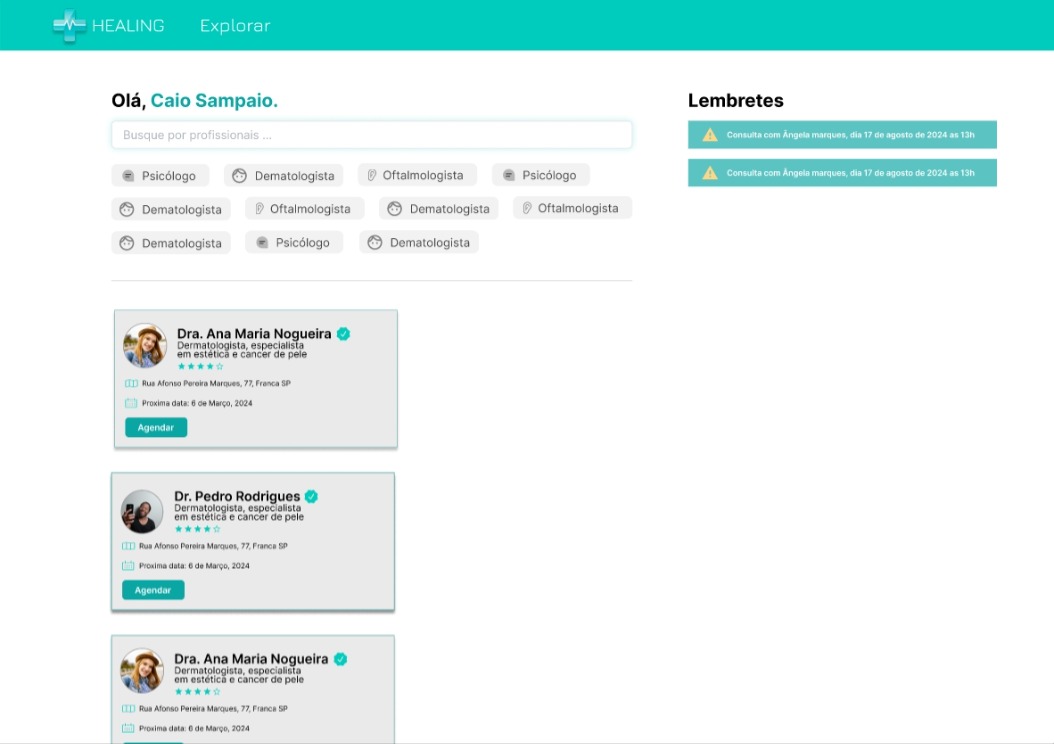 HEALING Explorar
Olá, Caio Sampaio.
Busque por profissionais ...
Psicólogo Dematologista Oftalmologista Psicólogo
Dematologista Oftalmologista Dematologista Oftalmologista
Dematologista Psicólogo Dematologista
Lembretes
Consulta com Ângela marques, dia 17 de agosto de 2024 as 13h
Consulta com Ângela marques, dia 17 de agosto de 2024 as 13h
Dra. Ana Maria Nogueira
Dermatologista, especialista
em estética e cancer de pele
Rua Afonso Pereira Marques, 77, Franca SP
Proxima data: 6 de Março, 2024
Agendar
Dr. Pedro Rodrigues
Dermatologista, especialista
em estética e cancer de pele
Rua Afonso Pereira Marques, 77, Franca SP
Proxima data: 6 de Março, 2024
Agendar
Dra. Ana Maria Nogueira
Dermatologista, especialista
em estética e cancer de pele
Rua Afonso Pereira Marques, 77, Franca SP
Proxima data: 6 de Março, 2024